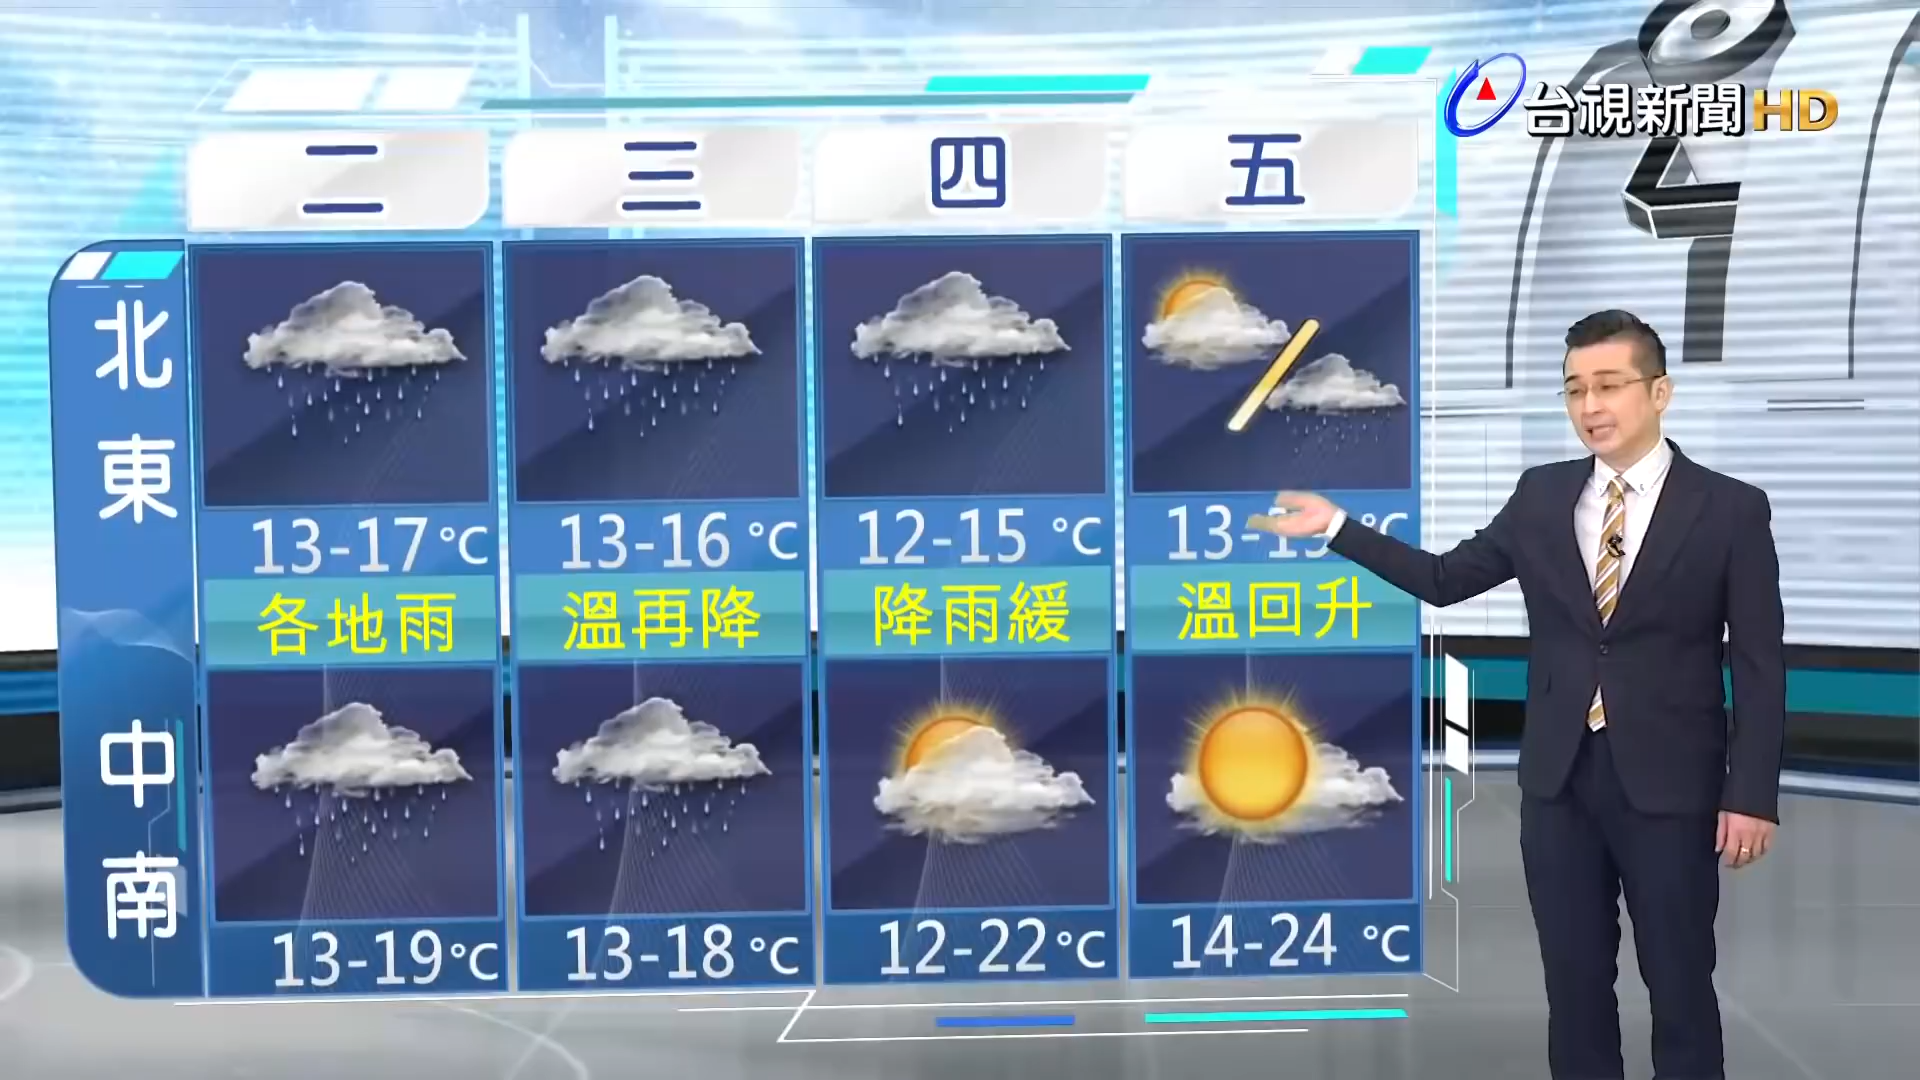 台視新聞HD
二 三 四 五
北東
13-17℃ 13-16℃ 12-15℃
各地雨 溫再降 降雨緩 溫回升
中南
13-19℃ 13-18℃ 12-22℃ 14-24℃